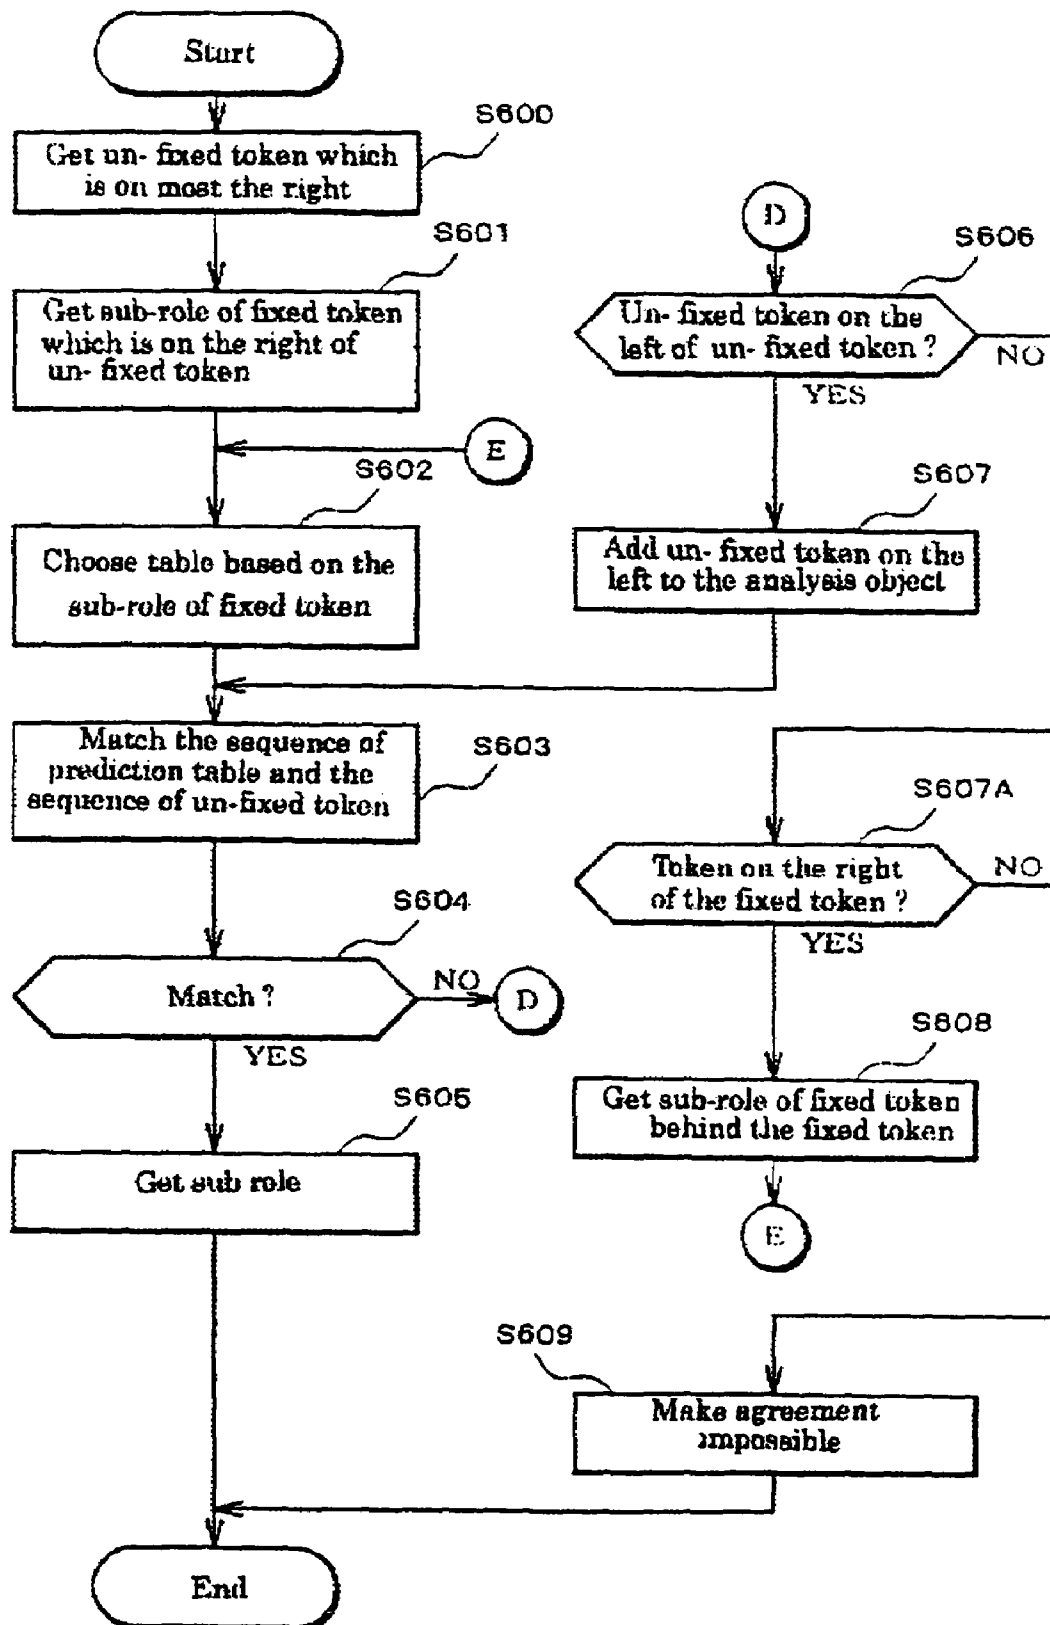 Start
S600
Get un- fixed token which
is on most the right
S601
Get sub-role of fixed token
which is on the right of
un- fixed token
E
S602
Choose table based on the
sub-role of fixed token
Match the sequence of
prediction table and the
sequence of un-fixed token
S603
S604
Match ?
NO
D
YES
S605
Get sub role
End
D
S606
Un- fixed token on the
left of un- fixed token ?
NO
YES
S607
Add un- fixed token on the
left to the analysis object
S607A
Token on the right
of the fixed token ?
NO
YES
S608
Get sub-role of fixed token
behind the fixed token
E
S609
Make agreement
impossible